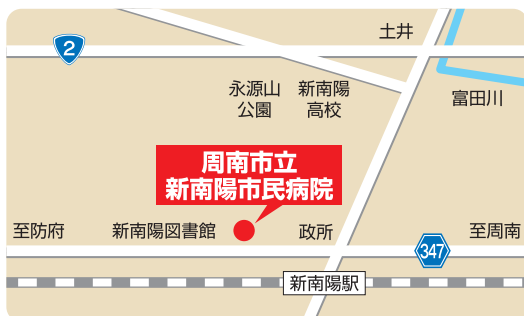 土井
2
永源山
公園
新南陽
高校
富田川
周南市立
新南陽市民病院
至防府
新南陽図書館
政所
347
至周南
新南陽駅